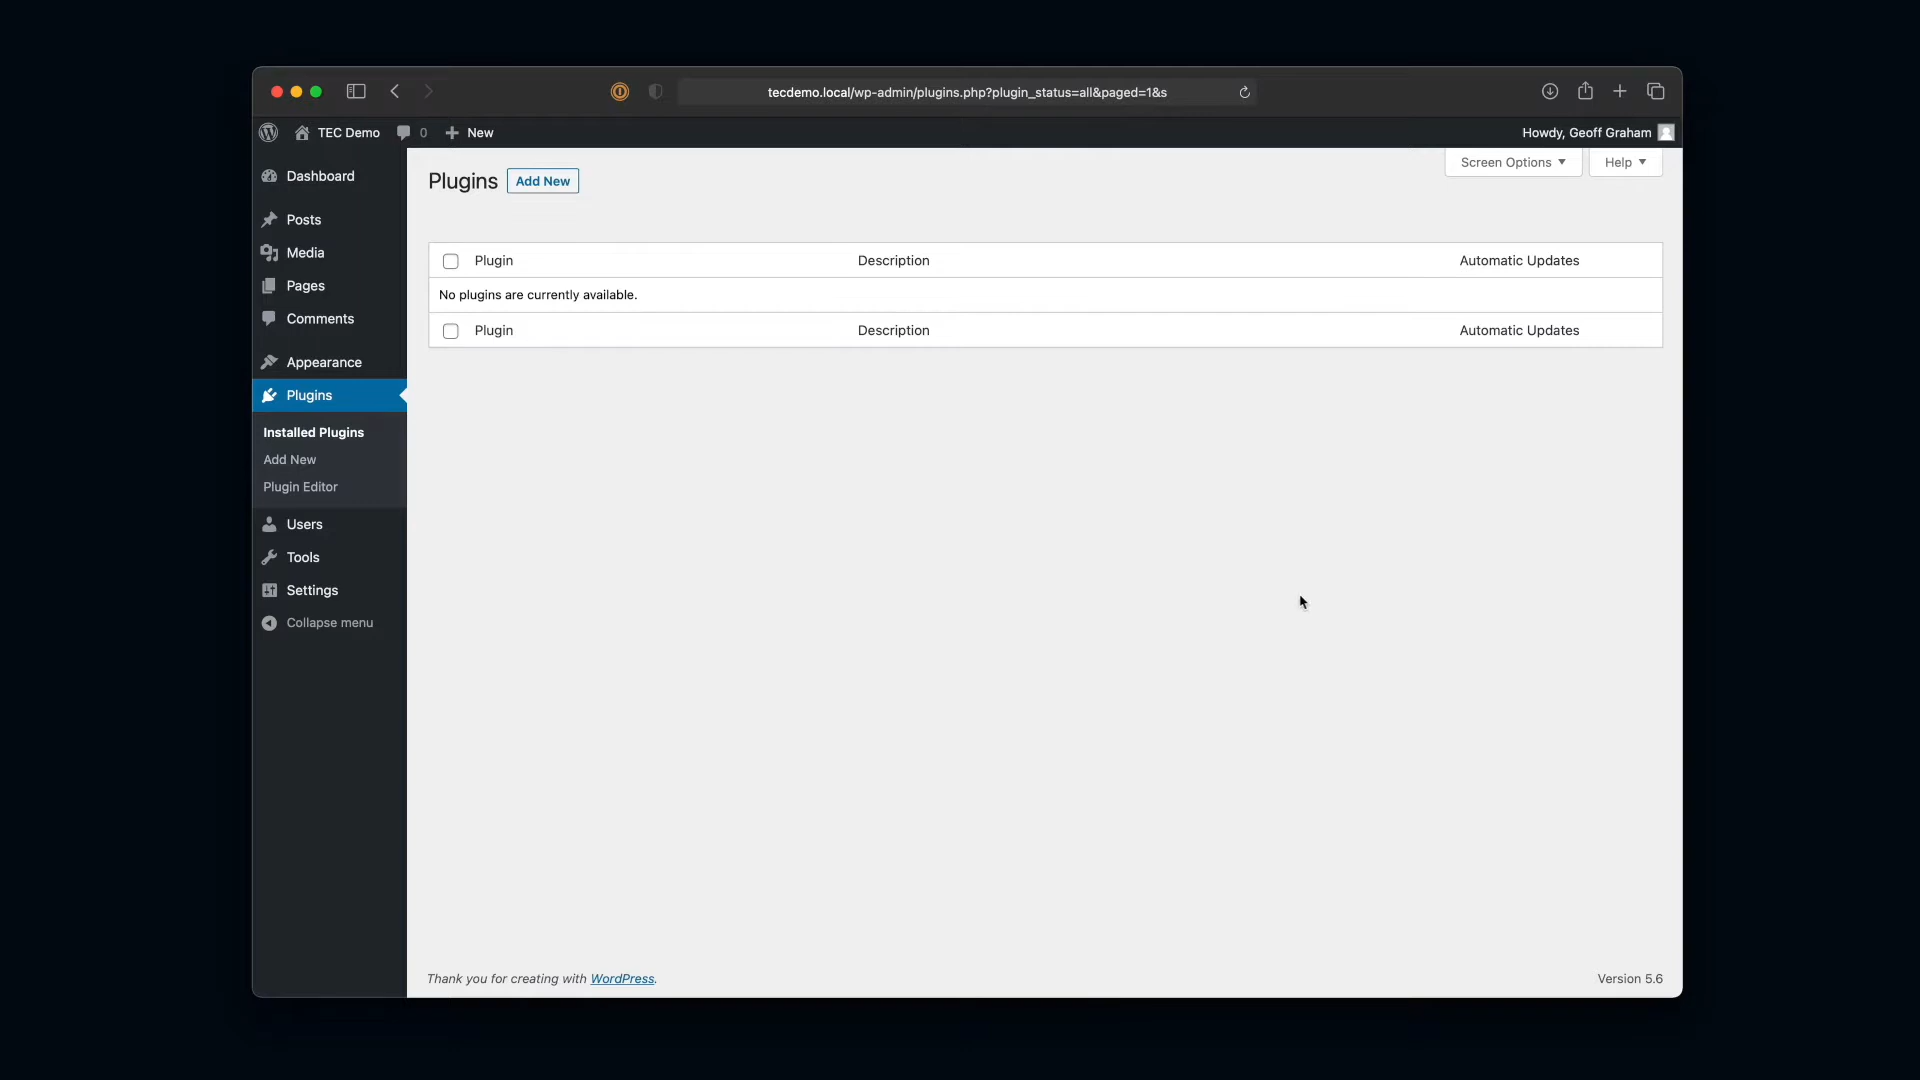 tecdemo.local/wp-admin/plugins.php?plugin_status=all&paged=1&s
TEC Demo 0 New Howdy, Geoff Graham
Screen Options Help
Dashboard
Posts
Media
Pages
Comments
Appearance
Plugins
Installed Plugins
Add New
Plugin Editor
Users
Tools
Settings
Collapse menu
Plugins Add New
Plugin Description Automatic Updates
No plugins are currently available.
Plugin Description Automatic Updates
Thank you for creating with WordPress. Version 5.6